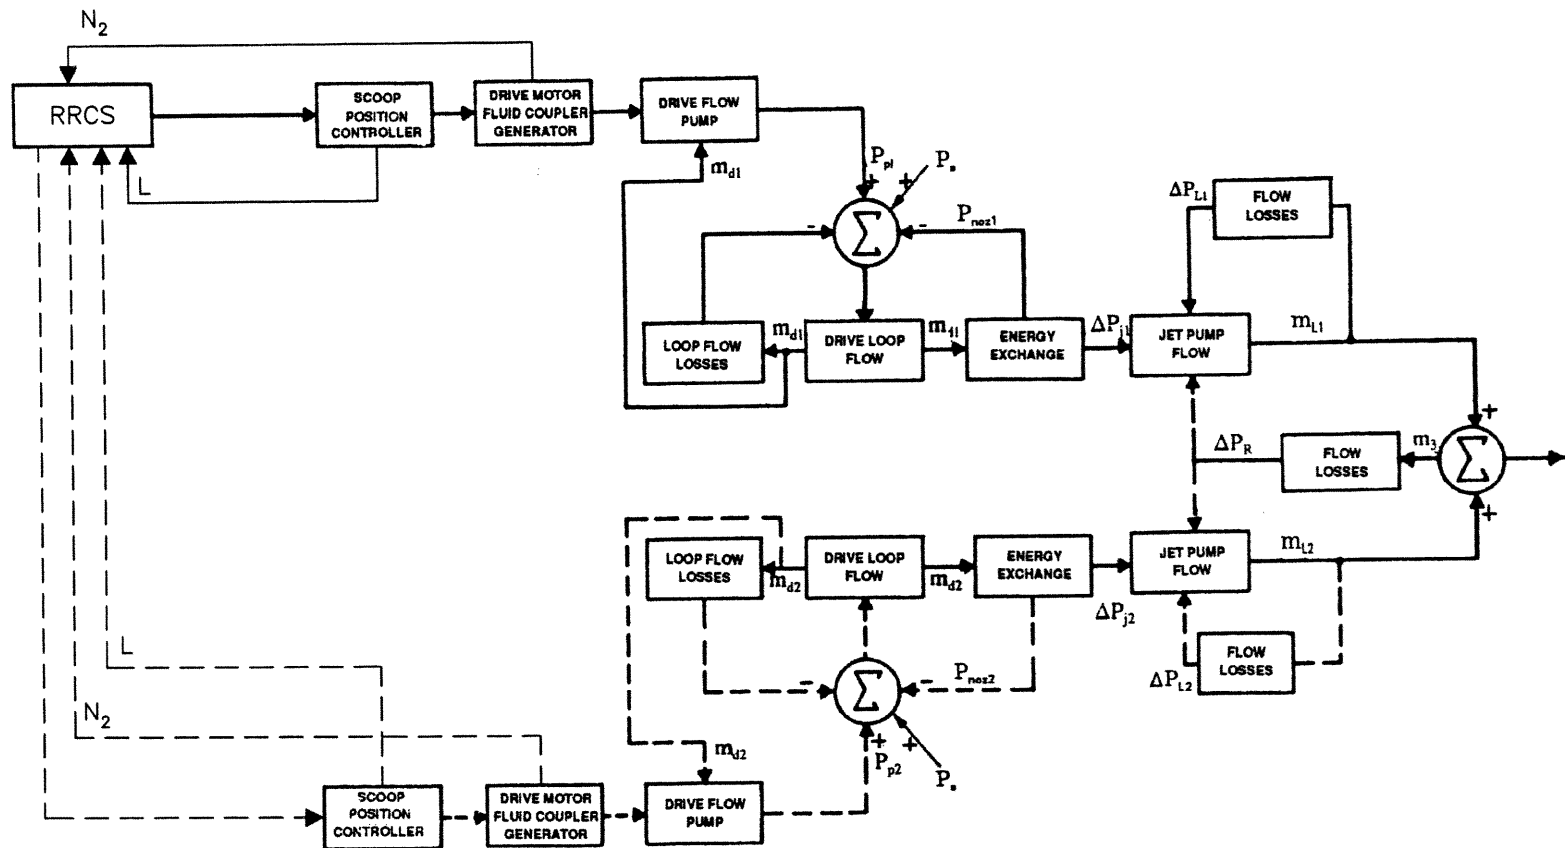 N2
RRCS
SCOOP
POSITION
CONTROLLER
DRIVE MOTOR
FLUID COUPLER
GENERATOR
DRIVE FLOW
PUMP
L
md1
Pp1
+
+
Ps
Σ
-
-
Pnoz1
ΔPL1
FLOW
LOSSES
LOOP FLOW
LOSSES
md1
DRIVE LOOP
FLOW
md1
ENERGY
EXCHANGE
ΔPj1
JET PUMP
FLOW
mL1
+
ΔPR
FLOW
LOSSES
m3
Σ
+
LOOP FLOW
LOSSES
md2
DRIVE LOOP
FLOW
md2
ENERGY
EXCHANGE
ΔPj2
JET PUMP
FLOW
mL2
FLOW
LOSSES
ΔPL2
L
-
Σ
-
Pnoz2
N2
md2
+
+
Pp2
Ps
SCOOP
POSITION
CONTROLLER
DRIVE MOTOR
FLUID COUPLER
GENERATOR
DRIVE FLOW
PUMP